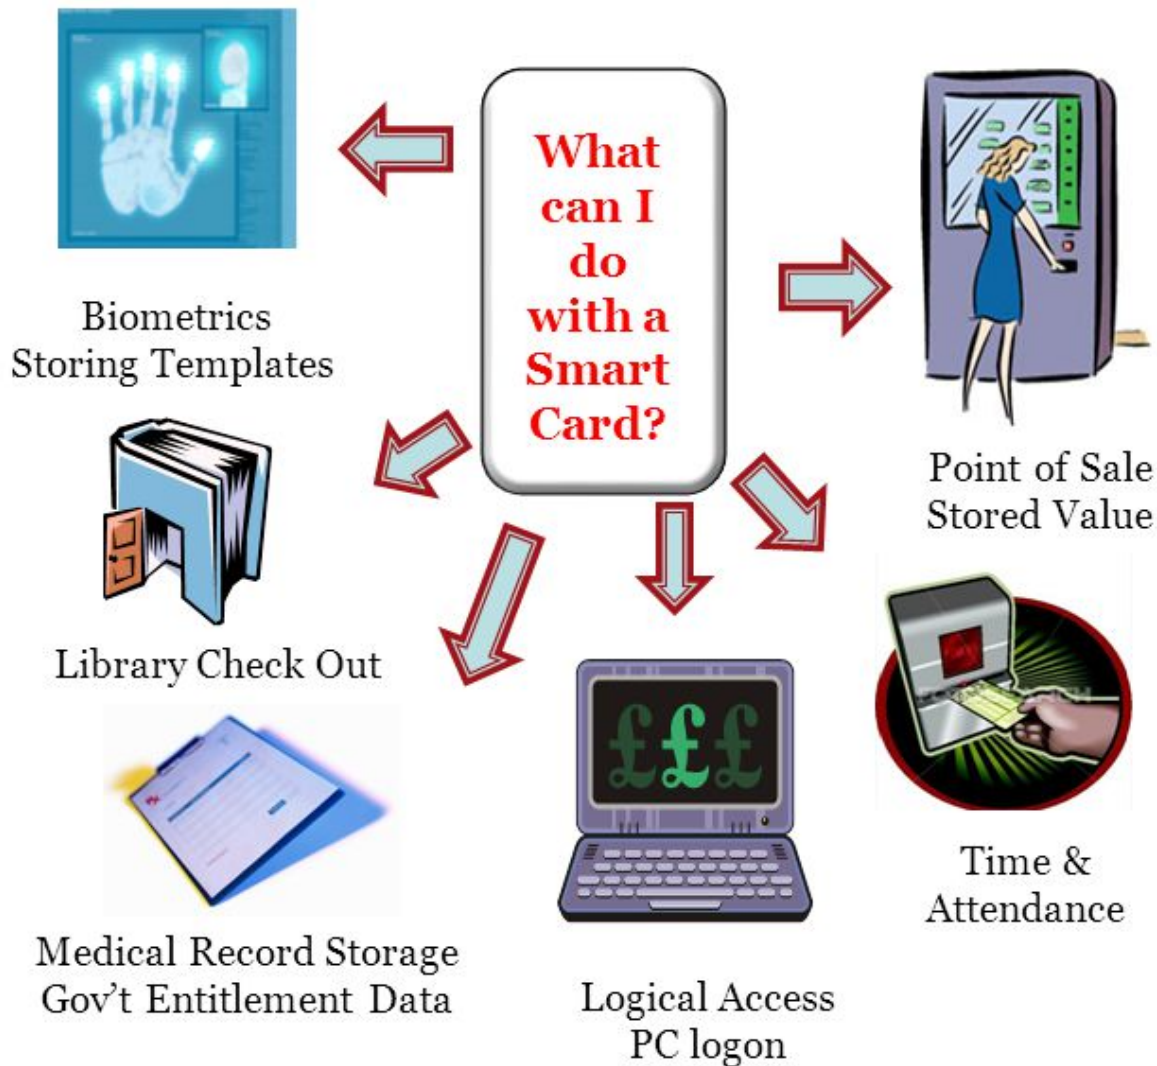 What
can I
do
with a
Smart
Card?
Biometrics
Storing Templates
Point of Sale
Stored Value
Library Check Out
£££
Time &
Attendance
Medical Record Storage
Gov't Entitlement Data
Logical Access
PC logon